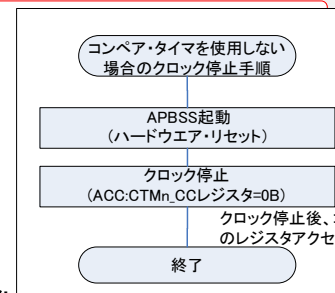 コンペア・タイマを使用しない
場合のクロック停止手順
APBSS起動
(ハードウエア・リセット)
クロック停止
(ACC:CTMn_CCレジスタ=0B)
クロック停止後、
のレジスタアクセ
終了